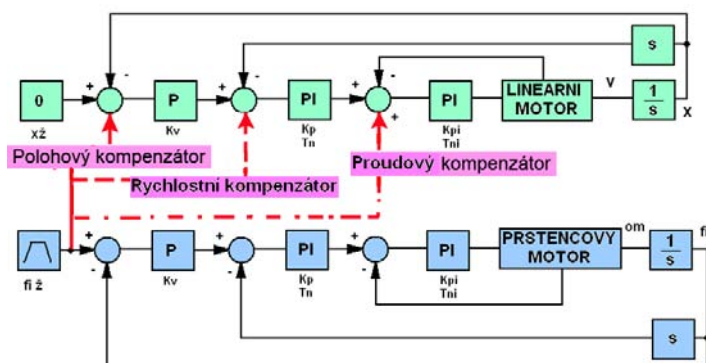 s
0
P
PI
PI
LINEARNI
MOTOR
V
1
s
X
xž
Kv
Kp
Tn
Kpi
Tni
Polohový kompenzátor
Proudový kompenzátor
Rychlostní kompenzátor
P
PI
PI
PRSTENCOVY
MOTOR
om
1
s
fi
fi ž
Kv
Kp
Tn
Kpi
Tni
s